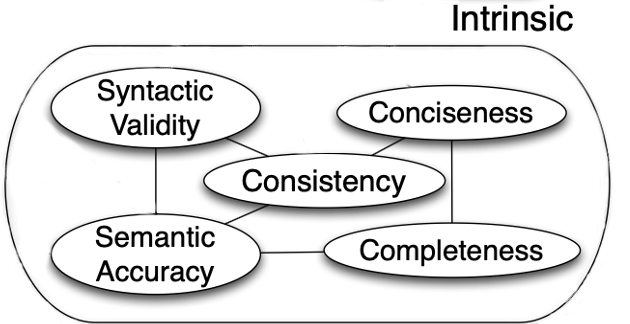 Intrinsic
Syntactic
Validity
Conciseness
Consistency
Semantic
Accuracy
Completeness